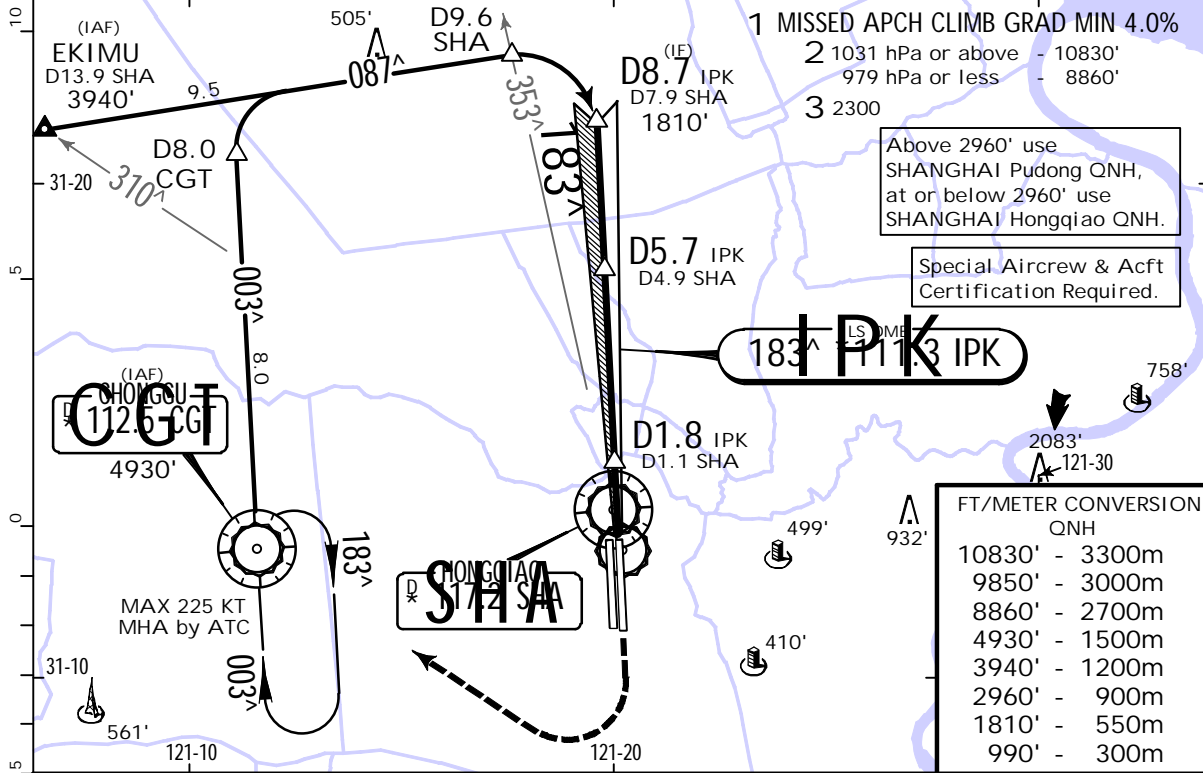 10
(IAF)
EKIMU
D13.9 SHA
3940'
9.5
505'
087^
D9.6
SHA
353^
(IF)
D8.7 IPK
D7.9 SHA
1810'
183^
1 MISSED APCH CLIMB GRAD MIN 4.0%
2 1031 hPa or above - 10830'
979 hPa or less - 8860'
3 2300
Above 2960' use
SHANGHAI Pudong QNH,
at or below 2960' use
SHANGHAI Hongqiao QNH.
Special Aircrew & Acft
Certification Required.
D8.0
CGT
31-20
310^
5
003^
8.0
D5.7 IPK
D4.9 SHA
LS DME
183^ *111.3 IPK
IPK
758'
(IAF)
CHONGGU
D
* 112.5 CGT
CGT
4930'
D1.8 IPK
D1.1 SHA
2083'
121-30
0
932'
499'
410'
183^
HONGQIAO
D
* 117.2 SHA
SHA
MAX 225 KT
MHA by ATC
003^
31-10
561'
121-10
121-20
5
FT/METER CONVERSION
QNH
10830' - 3300m
9850' - 3000m
8860' - 2700m
4930' - 1500m
3940' - 1200m
2960' - 900m
1810' - 550m
990' - 300m